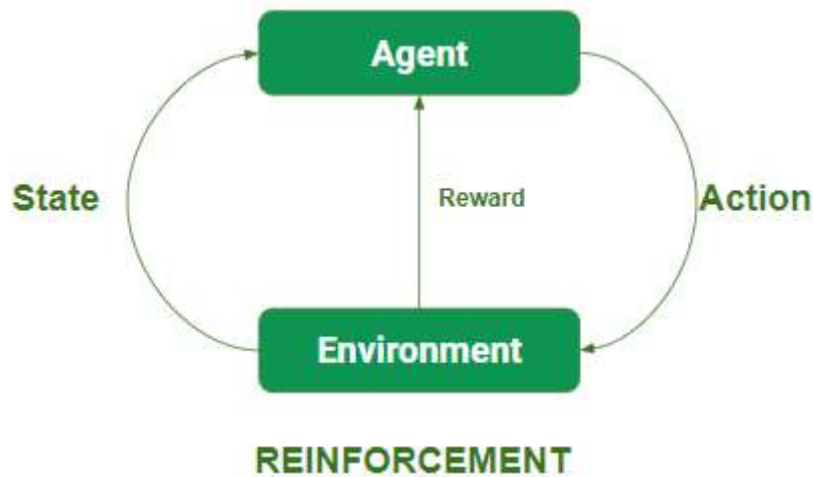 Agent
State
Reward
Action
Environment
REINFORCEMENT